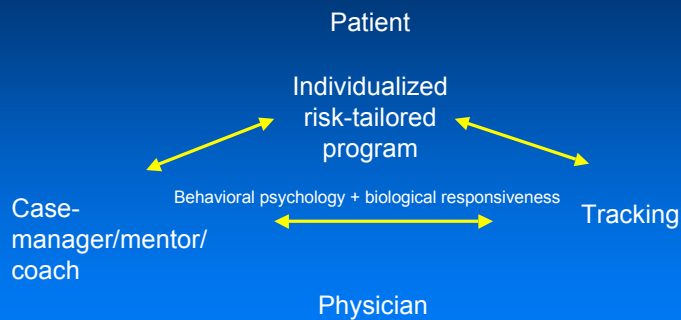 Patient
Individualized
risk-tailored
program
Behavioral psychology + biological responsiveness
Case-
manager/mentor/
coach
Tracking
Physician